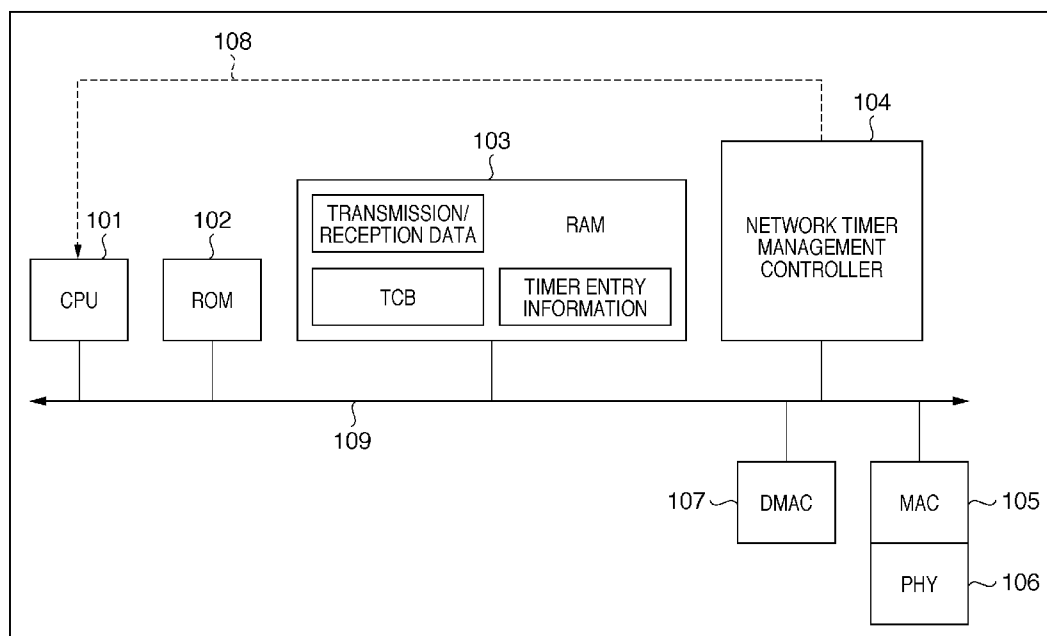 108
104
103
101
102
TRANSMISSION/
RECEPTION DATA
RAM
NETWORK TIMER
MANAGEMENT
CONTROLLER
CPU
ROM
TCB
TIMER ENTRY
INFORMATION
109
107
DMAC
MAC
105
PHY
106